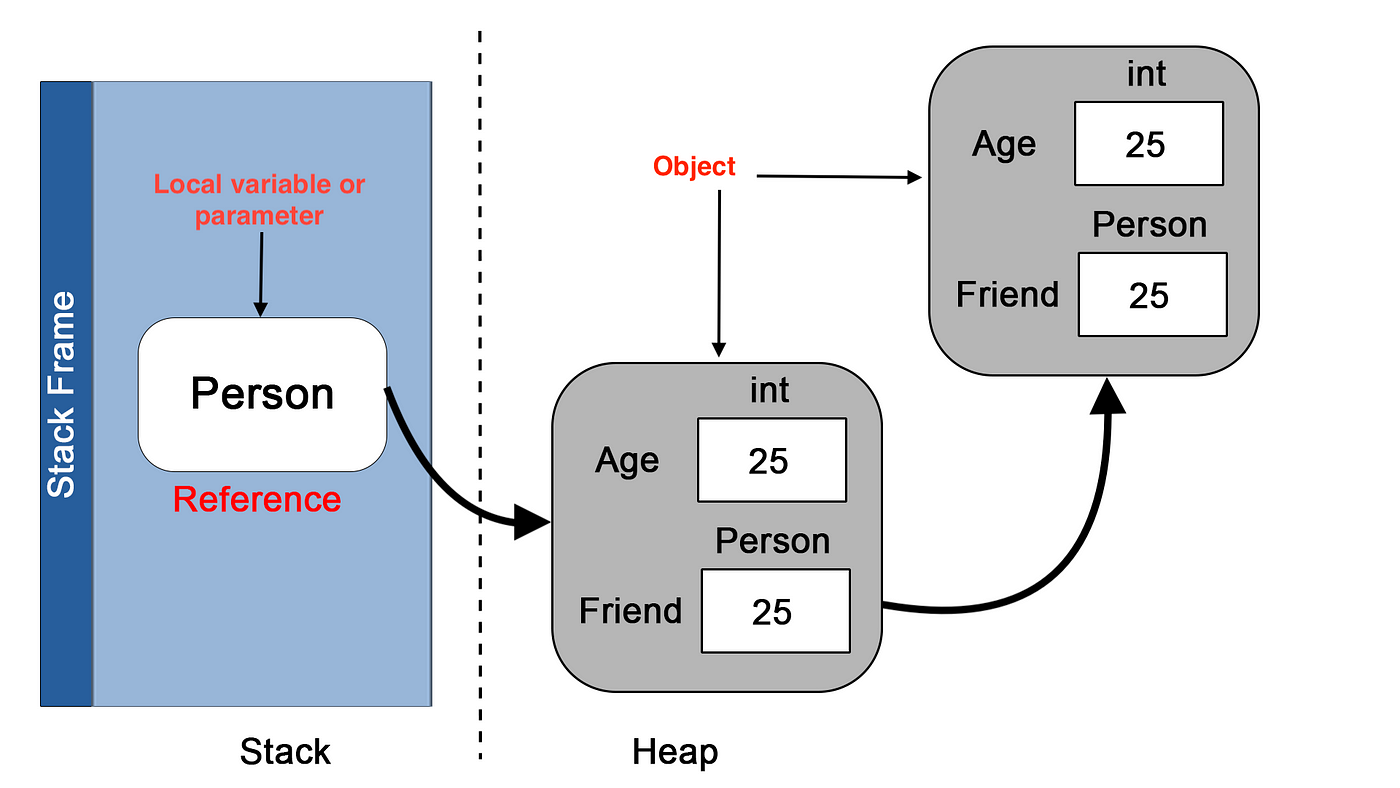 Stack Frame
Local variable or
parameter
Person
Reference
Stack
Object
int
Age
25
Person
Friend
25
int
Age
25
Person
Friend
25
Heap